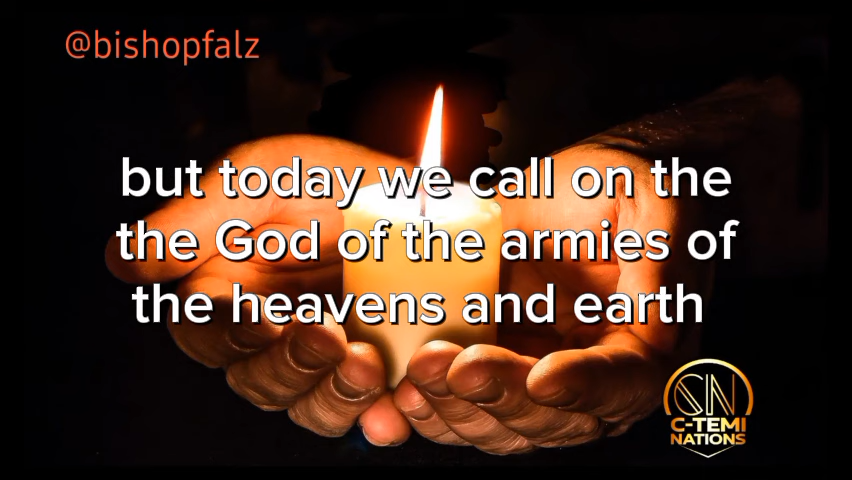 @bishopfalz
but today we call on the
the God of the armies of
the heavens and earth
CN
C-TEMI
NATIONS